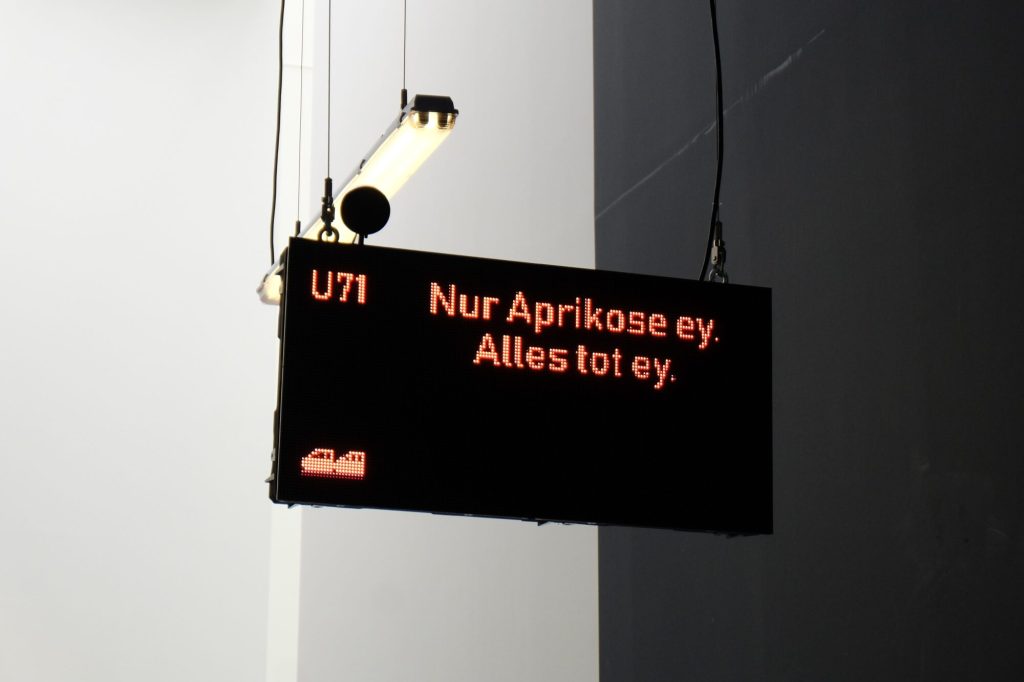 U71
Nur Aprikose ey.
Alles tot ey.